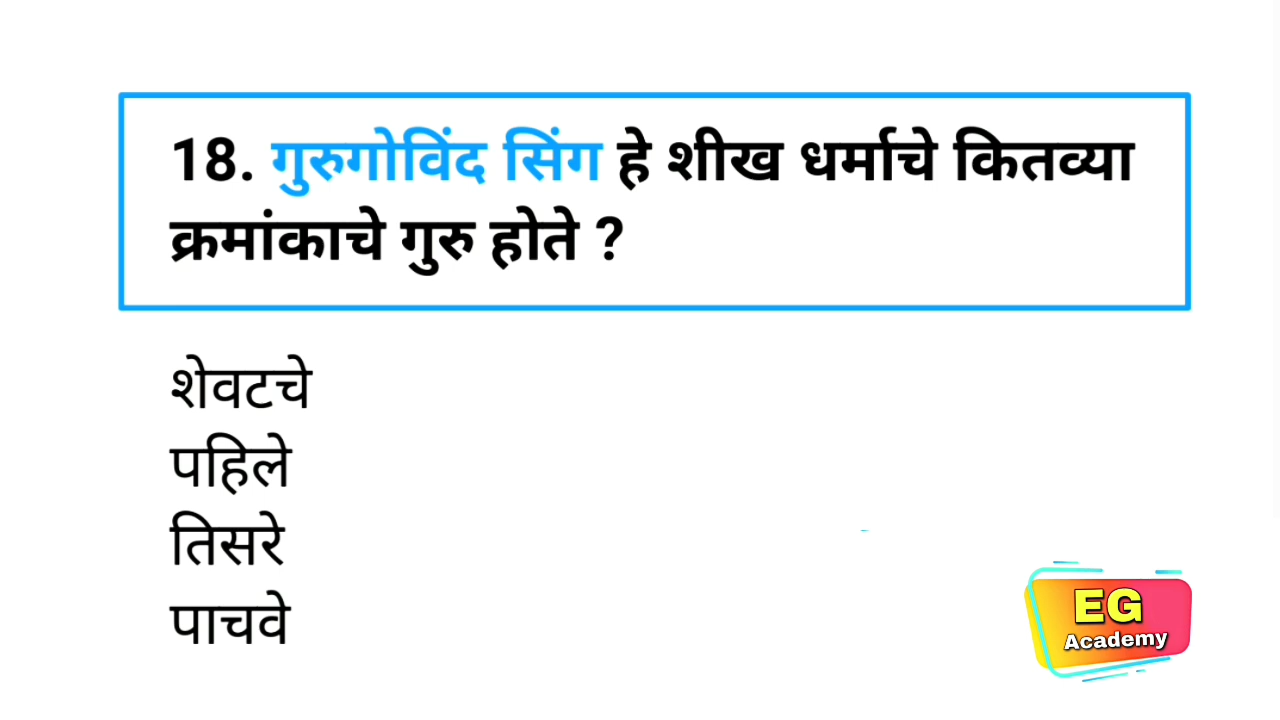 18. गुरुगोविंद सिंग हे शीख धर्माचे कितव्या
क्रमांकाचे गुरु होते ?
शेवटचे
पहिले
तिसरे
पाचवे
EG
Academy